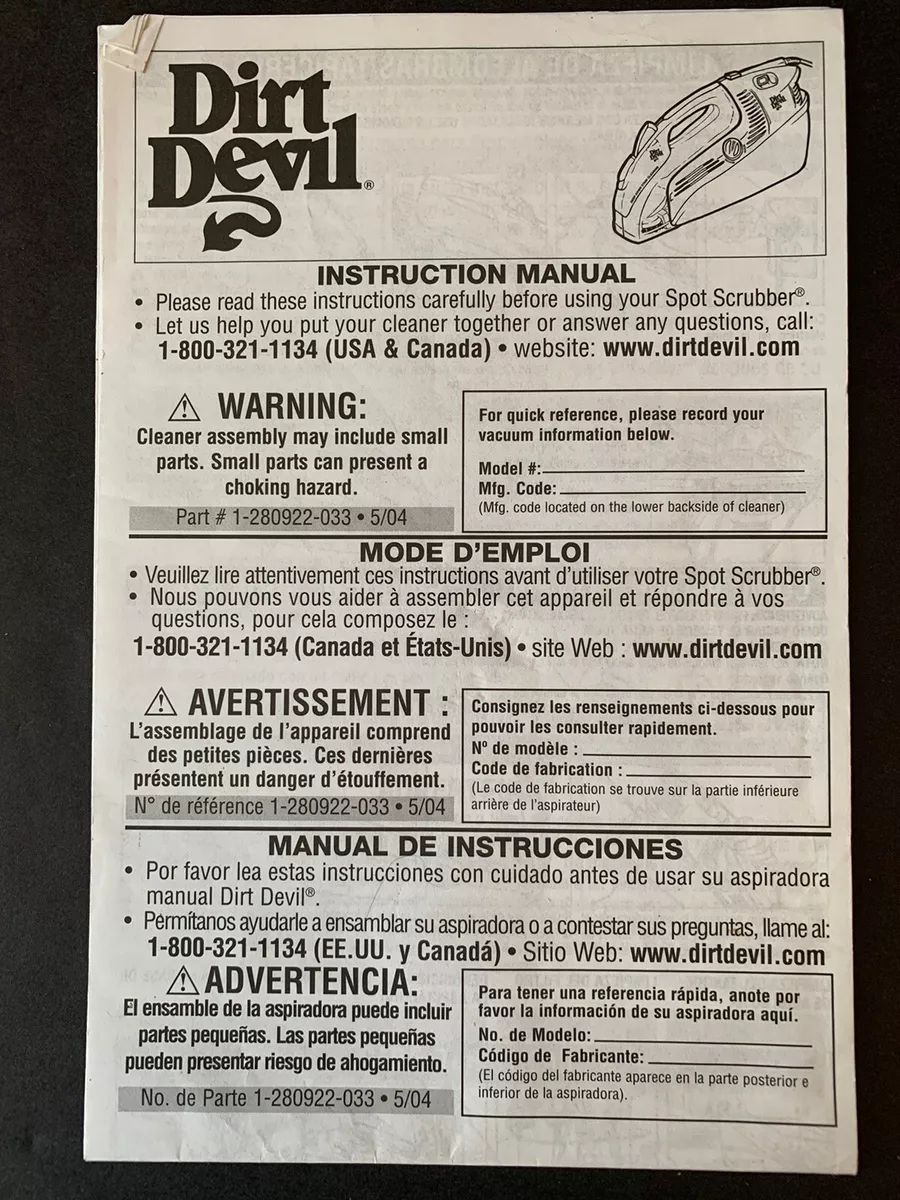 Dirt
Devil®
INSTRUCTION MANUAL
• Please read these instructions carefully before using your Spot Scrubber®.
• Let us help you put your cleaner together or answer any questions, call:
1-800-321-1134 (USA & Canada) • website: www.dirtdevil.com
⚠ WARNING:
Cleaner assembly may include small
parts. Small parts can present a
choking hazard.
Part # 1-280922-033 • 5/04
For quick reference, please record your
vacuum information below.
Model #:
Mfg. Code:
(Mfg. code located on the lower backside of cleaner)
MODE D'EMPLOI
• Veuillez lire attentivement ces instructions avant d'utiliser votre Spot Scrubber®.
• Nous pouvons vous aider à assembler cet appareil et répondre à vos
questions, pour cela composez le :
1-800-321-1134 (Canada et États-Unis) • site Web : www.dirtdevil.com
⚠ AVERTISSEMENT :
L'assemblage de l'appareil comprend
des petites pièces. Ces dernières
présentent un danger d'étouffement.
N° de référence 1-280922-033 • 5/04
Consignez les renseignements ci-dessous pour
pouvoir les consulter rapidement.
Nº de modèle :
Code de fabrication :
(Le code de fabrication se trouve sur la partie inférieure
arrière de l'aspirateur)
MANUAL DE INSTRUCCIONES
• Por favor lea estas instrucciones con cuidado antes de usar su aspiradora
manual Dirt Devil®.
• Permítanos ayudarle a ensamblar su aspiradora o a contestar sus preguntas, llame al:
1-800-321-1134 (EE.UU. y Canadá) • Sitio Web: www.dirtdevil.com
⚠ ADVERTENCIA:
El ensamble de la aspiradora puede incluir
partes pequeñas. Las partes pequeñas
pueden presentar riesgo de ahogamiento.
No. de Parte 1-280922-033 • 5/04
Para tener una referencia rápida, anote por
favor la información de su aspiradora aquí.
No. de Modelo:
Código de Fabricante:
(El código del fabricante aparece en la parte posterior e
inferior de la aspiradora).